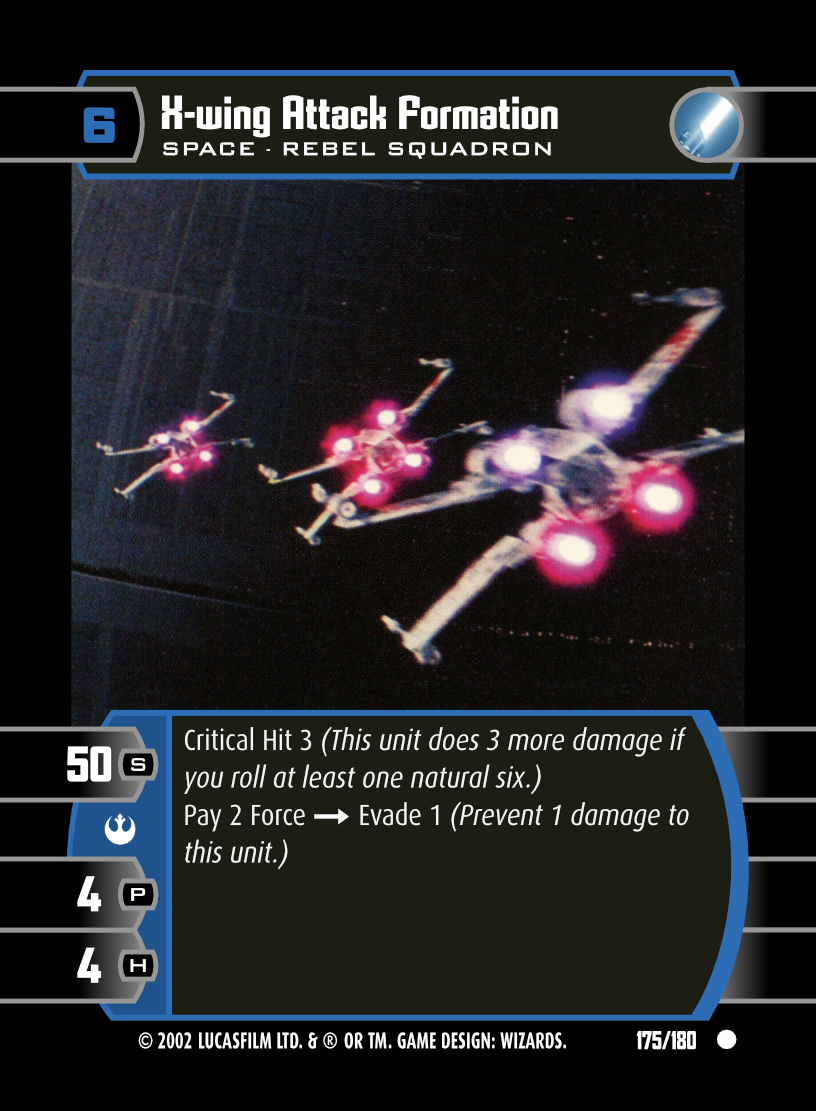 6
X-wing Attack Formation
SPACE - REBEL SQUADRON
50 S
4 P
4 H
Critical Hit 3 (This unit does 3 more damage if
you roll at least one natural six.)
Pay 2 Force → Evade 1 (Prevent 1 damage to
this unit.)
© 2002 LUCASFILM LTD. & ® OR TM. GAME DESIGN: WIZARDS.
175/180